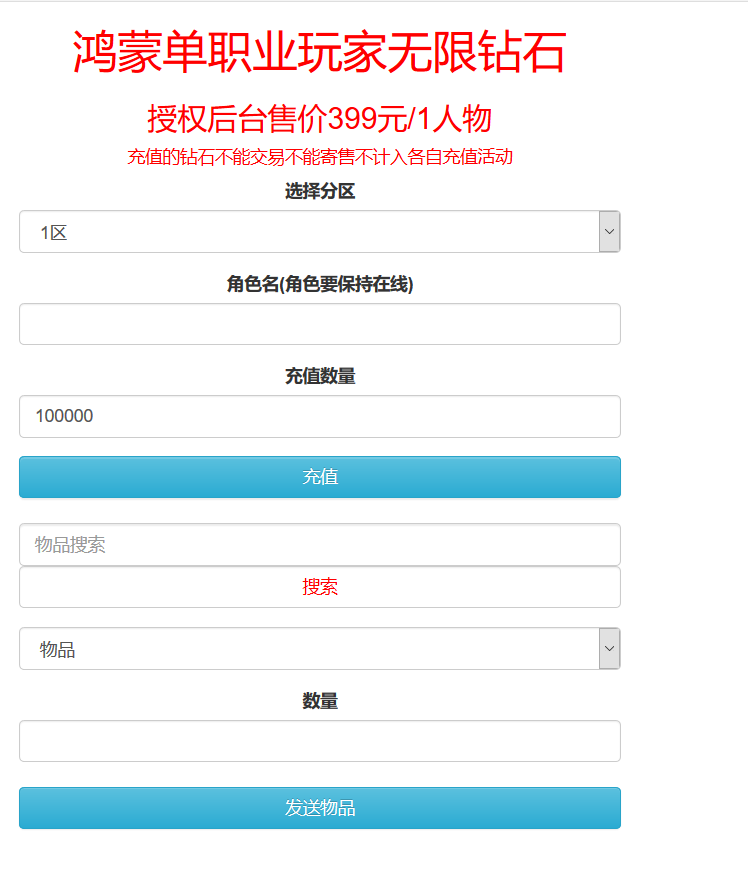 鸿蒙单职业玩家无限钻石
授权后台售价399元/1人物
充值的钻石不能交易不能寄售不计入各自充值活动
选择分区
1区
角色名(角色要保持在线)
充值数量
100000
充值
物品搜索
搜索
物品
数量
发送物品